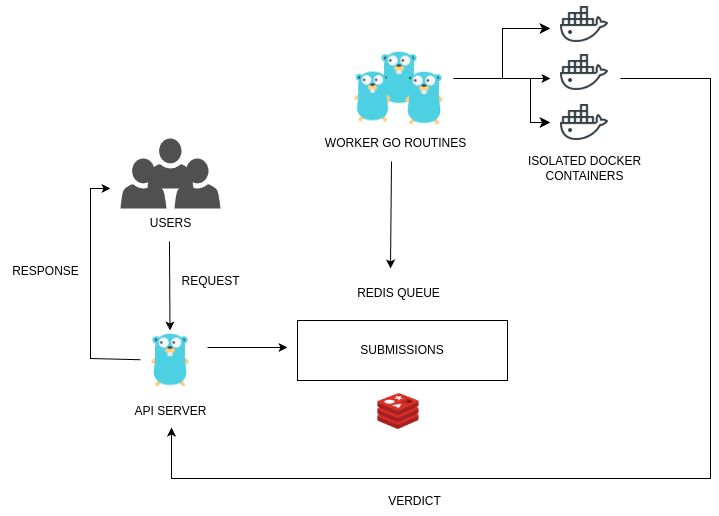 WORKER GO ROUTINES
ISOLATED DOCKER
CONTAINERS
USERS
RESPONSE
REQUEST
REDIS QUEUE
SUBMISSIONS
API SERVER
VERDICT